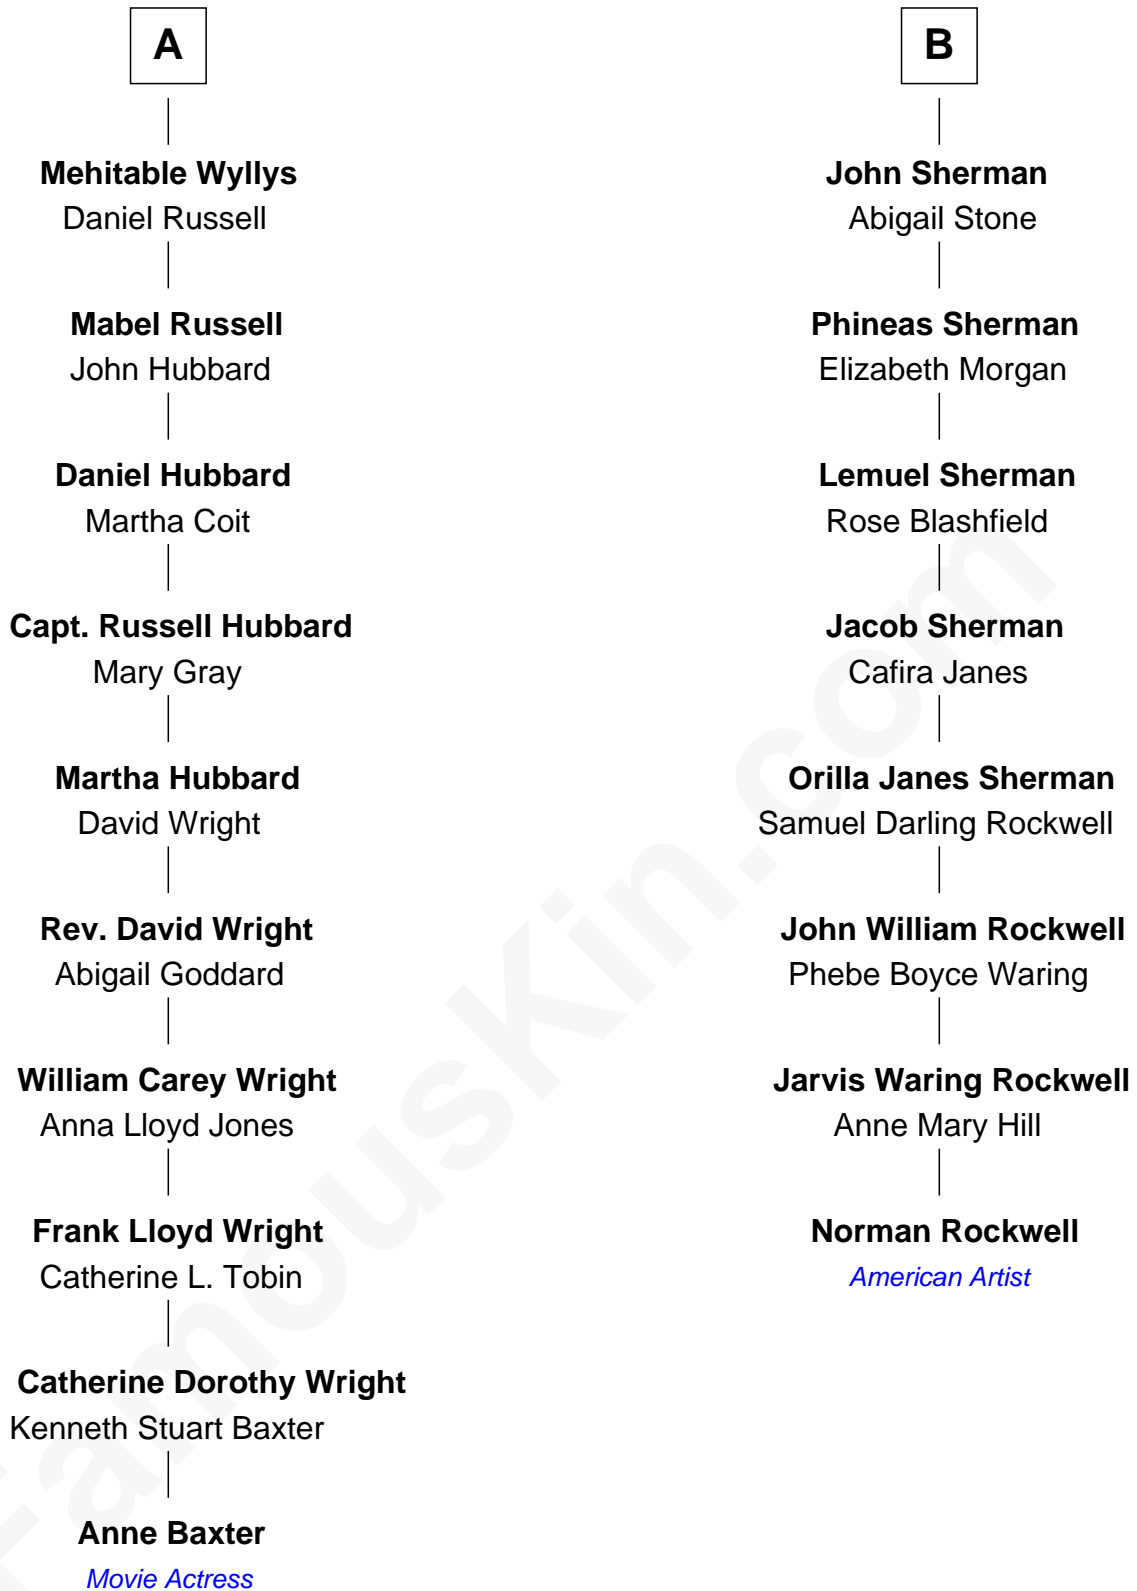 A
Mehitable Wyllys
Daniel Russell
Mabel Russell
John Hubbard
Daniel Hubbard
Martha Coit
Capt. Russell Hubbard
Mary Gray
Martha Hubbard
David Wright
Rev. David Wright
Abigail Goddard
William Carey Wright
Anna Lloyd Jones
Frank Lloyd Wright
Catherine L. Tobin
Catherine Dorothy Wright
Kenneth Stuart Baxter
Anne Baxter
Movie Actress
B
John Sherman
Abigail Stone
Phineas Sherman
Elizabeth Morgan
Lemuel Sherman
Rose Blashfield
Jacob Sherman
Cafira Janes
Orilla Janes Sherman
Samuel Darling Rockwell
John William Rockwell
Phebe Boyce Waring
Jarvis Waring Rockwell
Anne Mary Hill
Norman Rockwell
American Artist
FamousKin.com